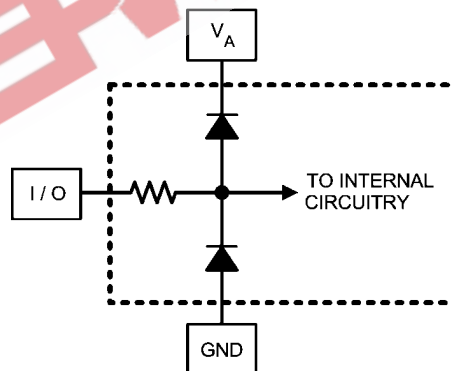 V_A
I / O
TO INTERNAL
CIRCUITRY
GND